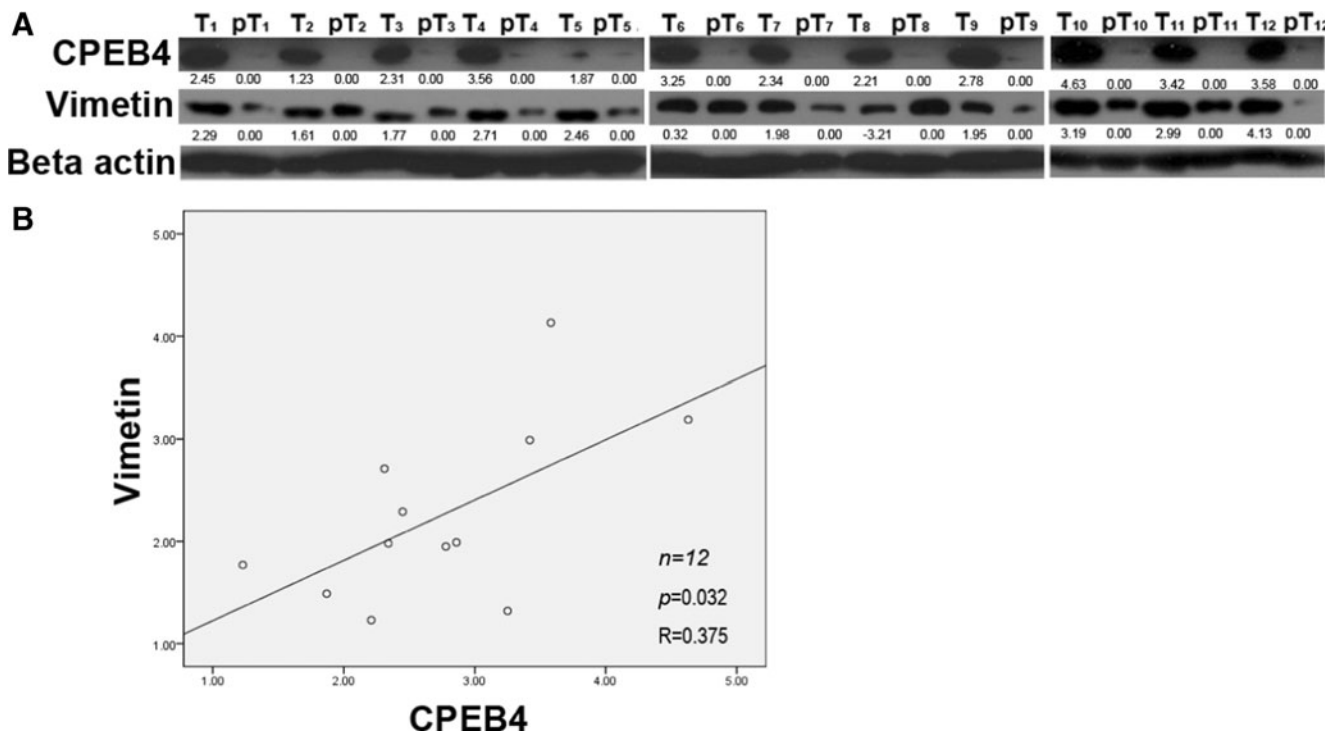 A
T1 pT1 T2 pT2 T3 pT3 T4 pT4 T5 pT5 T6 pT6 T7 pT7 T8 pT8 T9 pT9 T10 pT10 T11 pT11 T12 pT12
CPEB4
2.45 0.00 1.23 0.00 2.31 0.00 3.56 0.00 1.87 0.00 3.25 0.00 2.34 0.00 2.21 0.00 2.78 0.00 4.63 0.00 3.42 0.00 3.58 0.00
Vimetin
2.29 0.00 1.61 0.00 1.77 0.00 2.71 0.00 2.46 0.00 0.32 0.00 1.98 0.00 -3.21 0.00 1.95 0.00 3.19 0.00 2.99 0.00 4.13 0.00
Beta actin
B
5.00
4.00
3.00
2.00
1.00
Vimetin
n=12
p=0.032
R=0.375
1.00 2.00 3.00 4.00 5.00
CPEB4